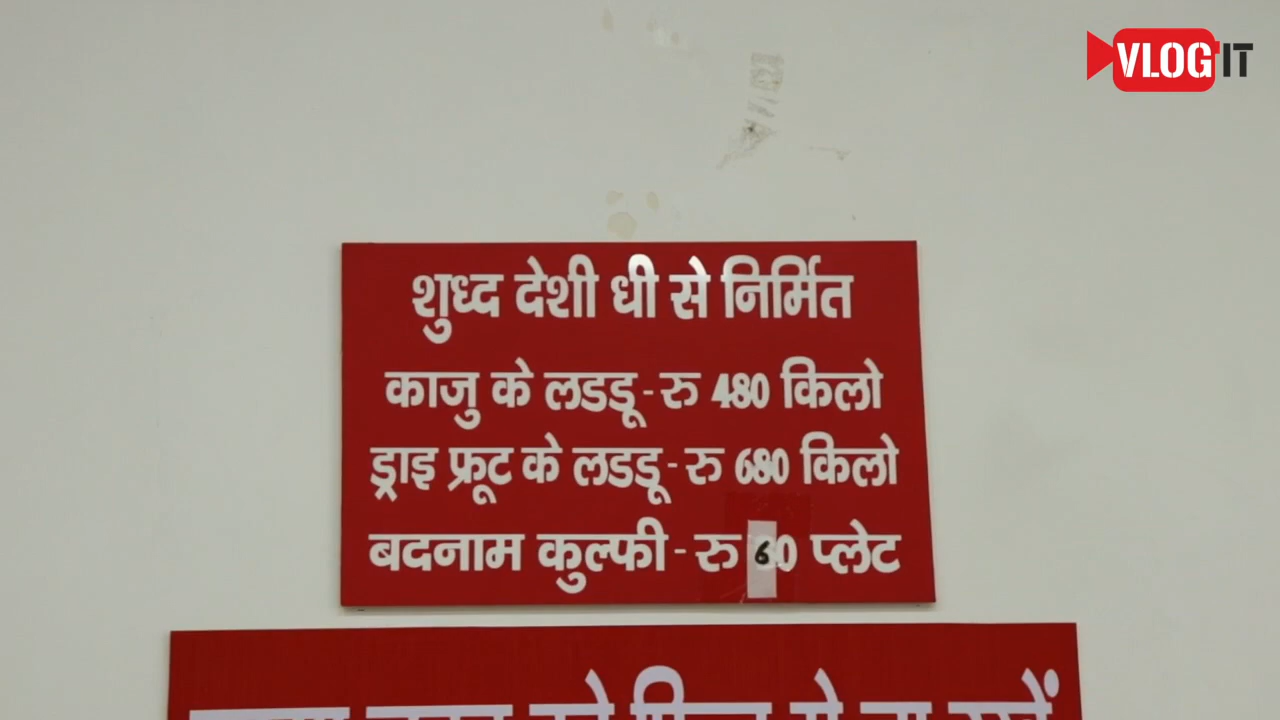 VLOG IT
शुध्द देशी धी से निर्मित
काजु के लडडू - रु 480 किलो
ड्राइ फ्रूट के लडडू - रु 680 किलो
बदनाम कुल्फी - रु 60 प्लेट